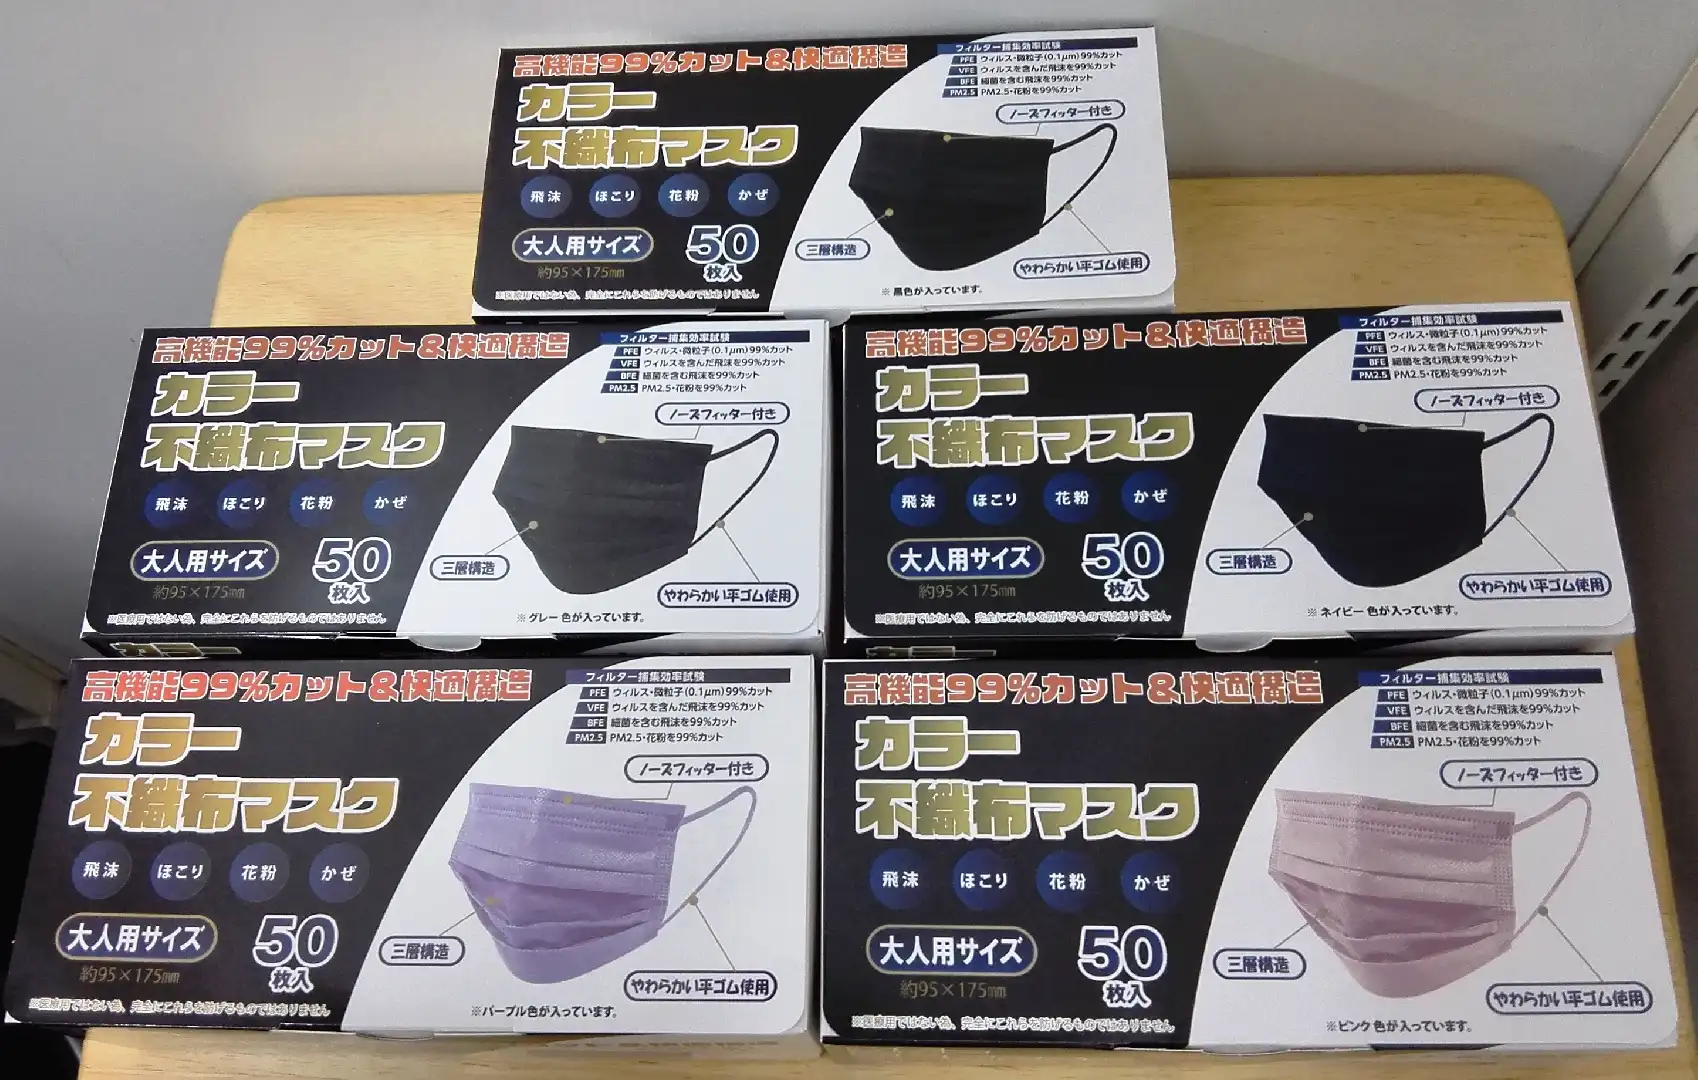 高機能99%カット&快適構造
カラー
不織布マスク
飛沫 ほこり 花粉 かぜ
大人用サイズ
約95×175mm
50
枚入
※医療用ではない為、完全にこれらを防げるものではありません
フィルター捕集効率試験
PFE ウィルス・微粒子(0.1μm)99%カット
VFE ウィルスを含んだ飛沫を99%カット
BFE 細菌を含む飛沫を99%カット
PM2.5 PM2.5・花粉を99%カット
ノーズフィッター付き
三層構造
やわらかい平ゴム使用
※黒色が入っています。
高機能99%カット&快適構造
カラー
不織布マスク
飛沫 ほこり 花粉 かぜ
大人用サイズ
約95×175mm
50
枚入
※医療用ではない為、完全にこれらを防げるものではありません
フィルター捕集効率試験
PFE ウィルス・微粒子(0.1μm)99%カット
VFE ウィルスを含んだ飛沫を99%カット
BFE 細菌を含む飛沫を99%カット
PM2.5 PM2.5・花粉を99%カット
ノーズフィッター付き
三層構造
やわらかい平ゴム使用
※グレー色が入っています。
カラー
高機能99%カット&快適構造
カラー
不織布マスク
飛沫 ほこり 花粉 かぜ
大人用サイズ
約95×175mm
50
枚入
※医療用ではない為、完全にこれらを防げるものではありません
フィルター捕集効率試験
PFE ウィルス・微粒子(0.1μm)99%カット
VFE ウィルスを含んだ飛沫を99%カット
BFE 細菌を含む飛沫を99%カット
PM2.5 PM2.5・花粉を99%カット
ノーズフィッター付き
三層構造
やわらかい平ゴム使用
※ネイビー色が入っています。
高機能99%カット&快適構造
カラー
不織布マスク
飛沫 ほこり 花粉 かぜ
大人用サイズ
約95×175mm
50
枚入
※医療用ではない為、完全にこれらを防げるものではありません
フィルター捕集効率試験
PFE ウィルス・微粒子(0.1μm)99%カット
VFE ウィルスを含んだ飛沫を99%カット
BFE 細菌を含む飛沫を99%カット
PM2.5 PM2.5・花粉を99%カット
ノーズフィッター付き
三層構造
やわらかい平ゴム使用
※パープル色が入っています。
高機能99%カット&快適構造
カラー
不織布マスク
飛沫 ほこり 花粉 かぜ
大人用サイズ
約95×175mm
50
枚入
※医療用ではない為、完全にこれらを防げるものではありません
フィルター捕集効率試験
PFE ウィルス・微粒子(0.1μm)99%カット
VFE ウィルスを含んだ飛沫を99%カット
BFE 細菌を含む飛沫を99%カット
PM2.5 PM2.5・花粉を99%カット
ノーズフィッター付き
三層構造
やわらかい平ゴム使用
※ピンク色が入っています。